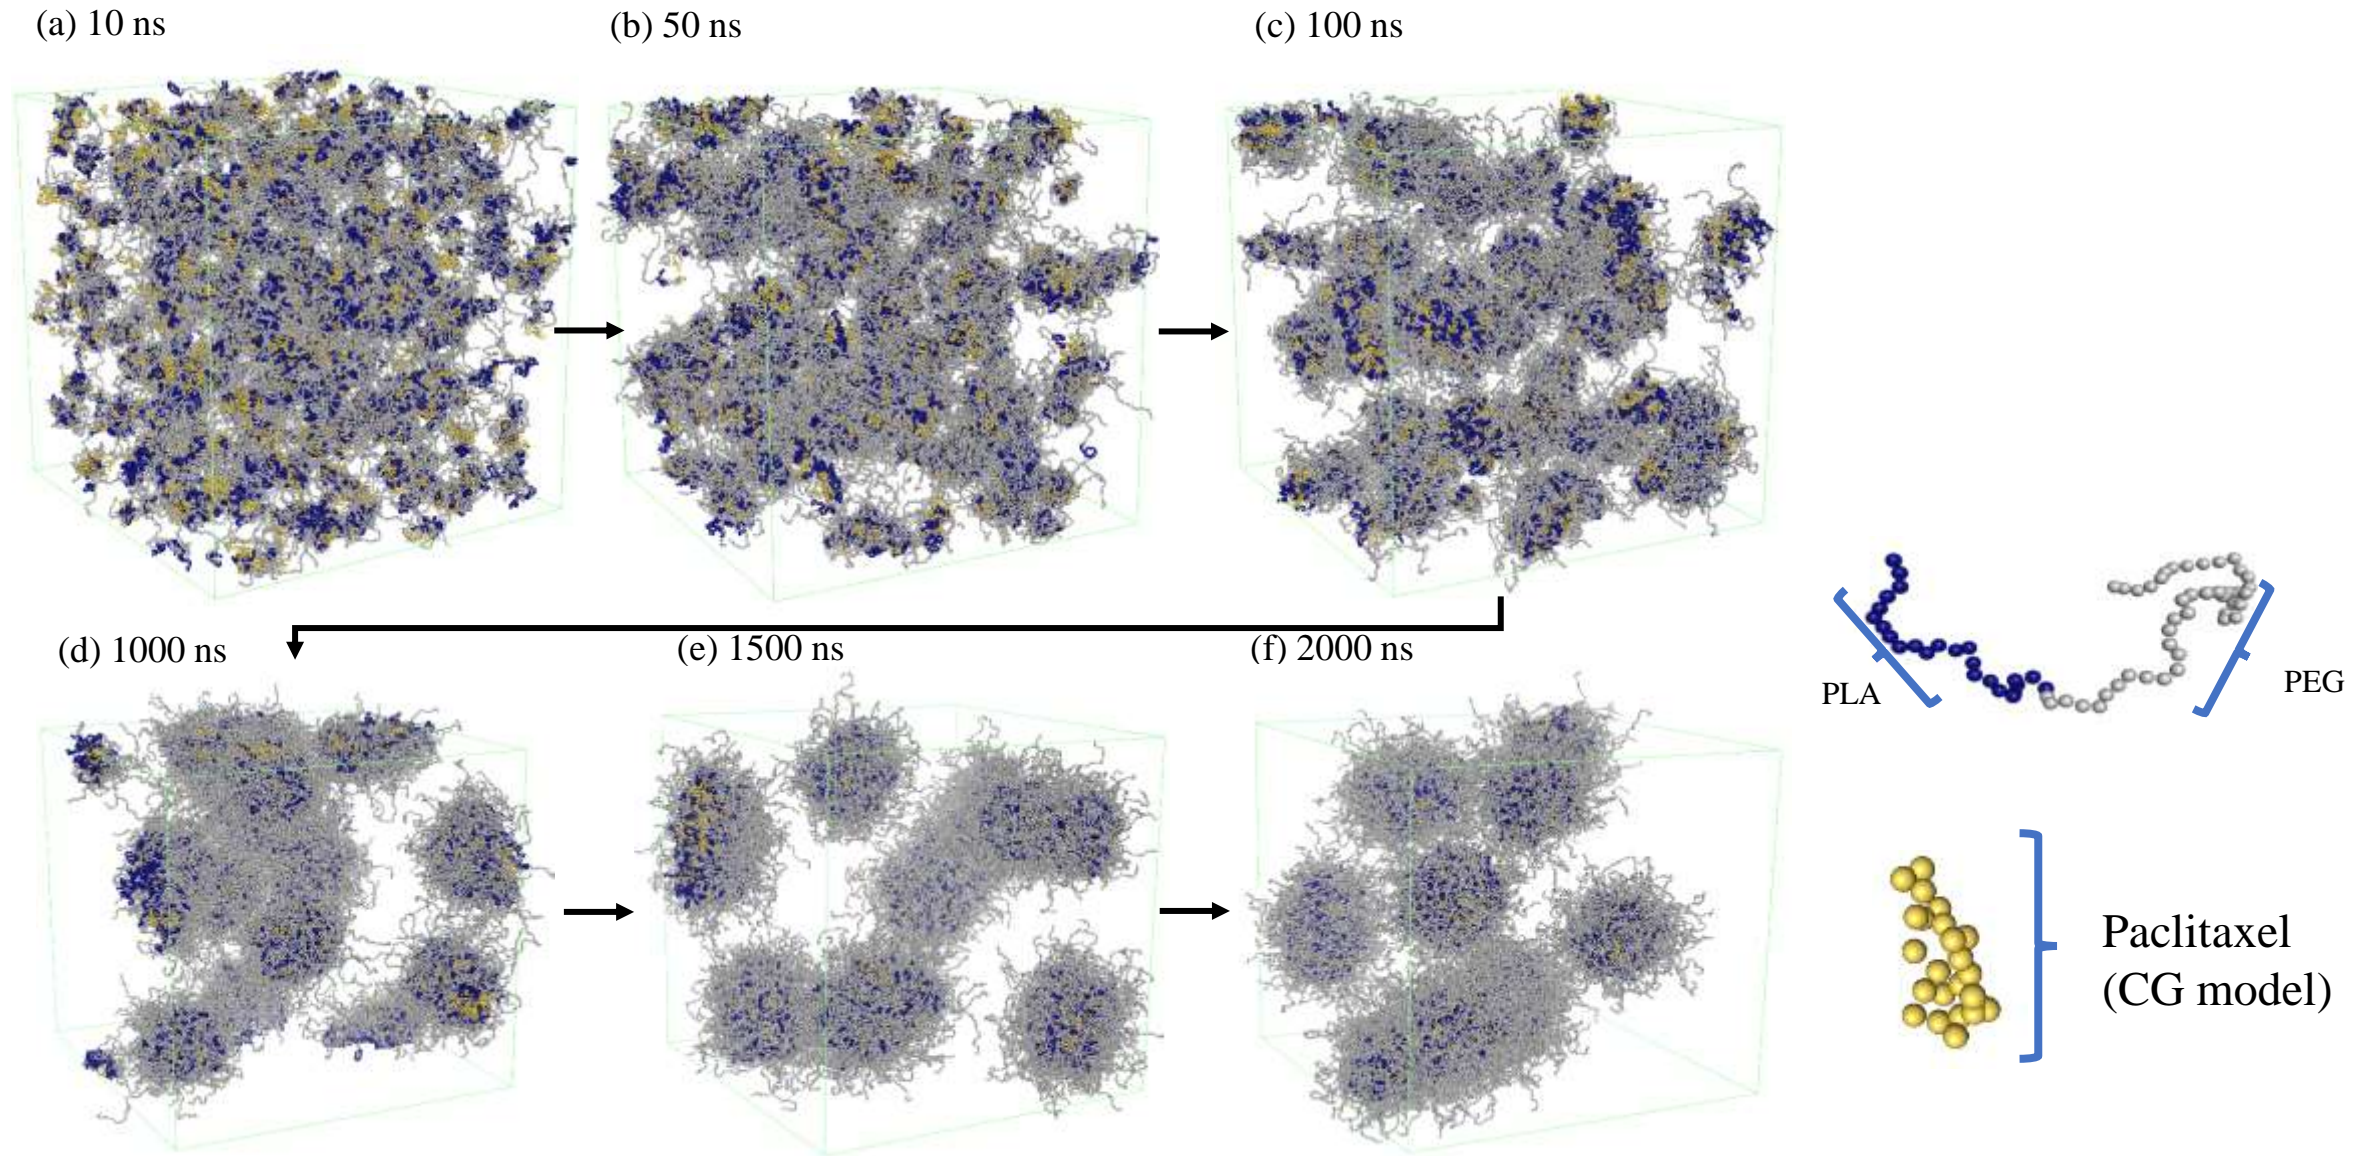 (a) 10 ns
(b) 50 ns
(c) 100 ns
(d) 1000 ns
(e) 1500 ns
(f) 2000 ns
PLA
PEG
Paclitaxel
(CG model)